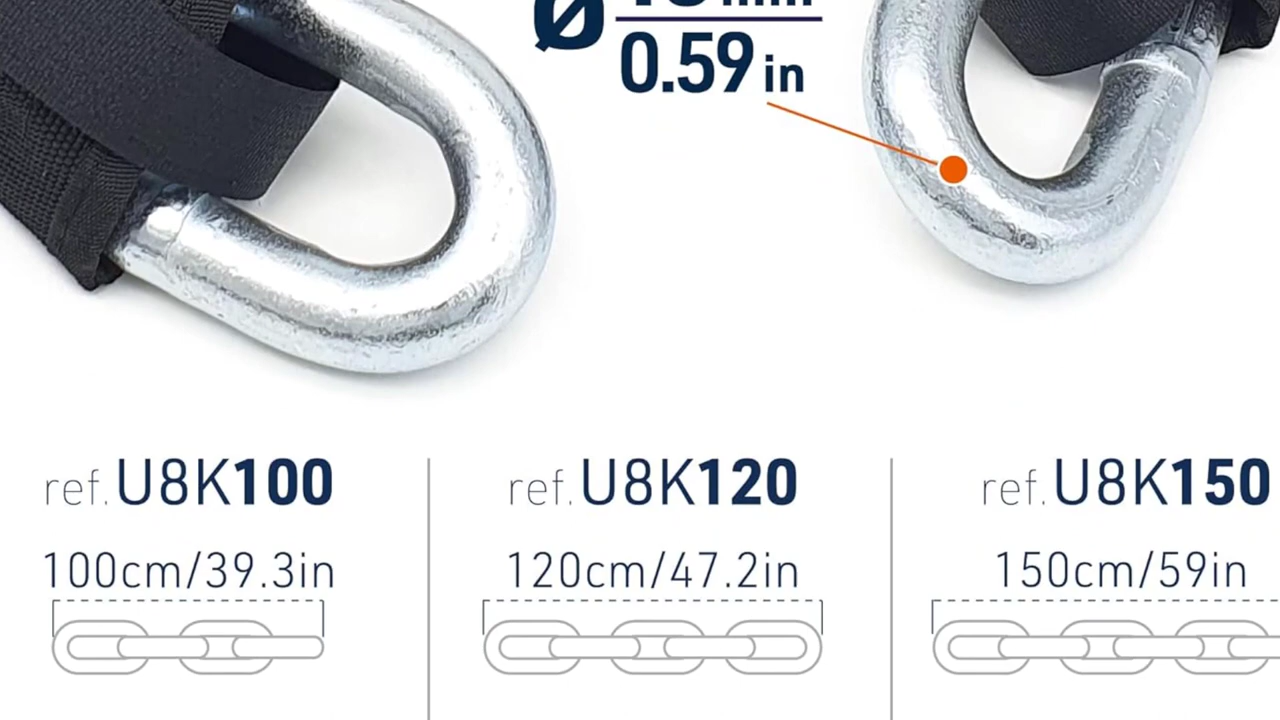 Ø
0.59 in
ref.U8K100
ref.U8K120
ref.U8K150
100cm/39.3in
120cm/47.2in
150cm/59in